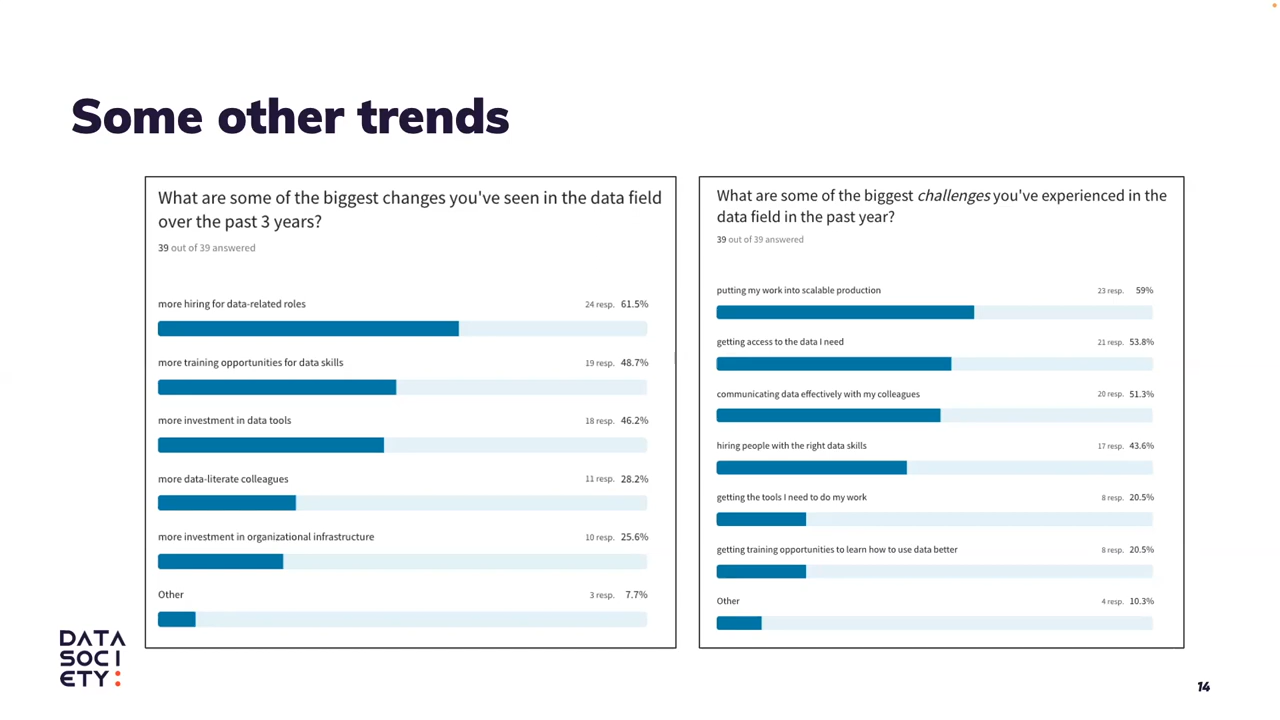 Some other trends
What are some of the biggest changes you've seen in the data field
over the past 3 years?
39 out of 39 answered
more hiring for data-related roles 24 resp. 61.5%
more training opportunities for data skills 19 resp. 48.7%
more investment in data tools 18 resp. 46.2%
more data-literate colleagues 11 resp. 28.2%
more investment in organizational infrastructure 10 resp. 25.6%
Other 3 resp. 7.7%
What are some of the biggest challenges you've experienced in the
data field in the past year?
39 out of 39 answered
putting my work into scalable production 23 resp. 59%
getting access to the data I need 21 resp. 53.8%
communicating data effectively with my colleagues 20 resp. 51.3%
hiring people with the right data skills 17 resp. 43.6%
getting the tools I need to do my work 8 resp. 20.5%
getting training opportunities to learn how to use data better 8 resp. 20.5%
Other 4 resp. 10.3%
DATA
SOCI
ETY:
14